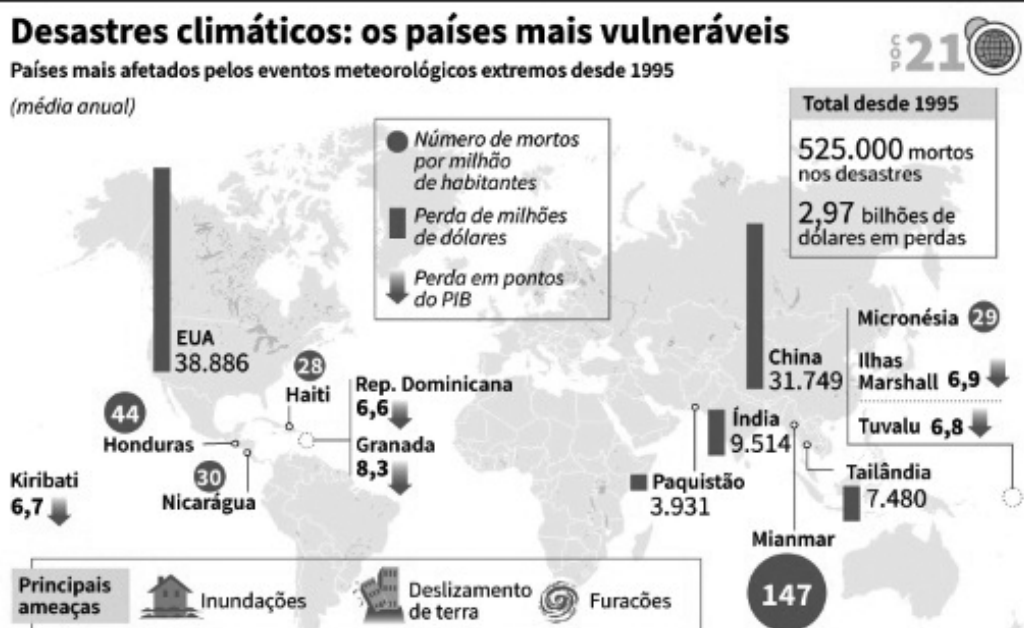 Desastres climáticos: os países mais vulneráveis
Países mais afetados pelos eventos meteorológicos extremos desde 1995
(média anual)
COP
21
Total desde 1995
525.000 mortos
nos desastres
2,97 bilhões de
dólares em perdas
Número de mortos
por milhão
de habitantes
Perda de milhões
de dólares
Perda em pontos
do PIB
EUA
38.886
28
Haiti
Rep. Dominicana
6,6
Granada
8,3
44
Honduras
30
Nicarágua
Kiribati
6,7
China
31.749
Micronésia 29
Ilhas
Marshall 6,9
Tuvalu 6,8
Índia
9.514
Paquistão
3.931
Tailândia
7.480
Mianmar
147
Principais
ameaças
Inundações
Deslizamento
de terra
Furacões